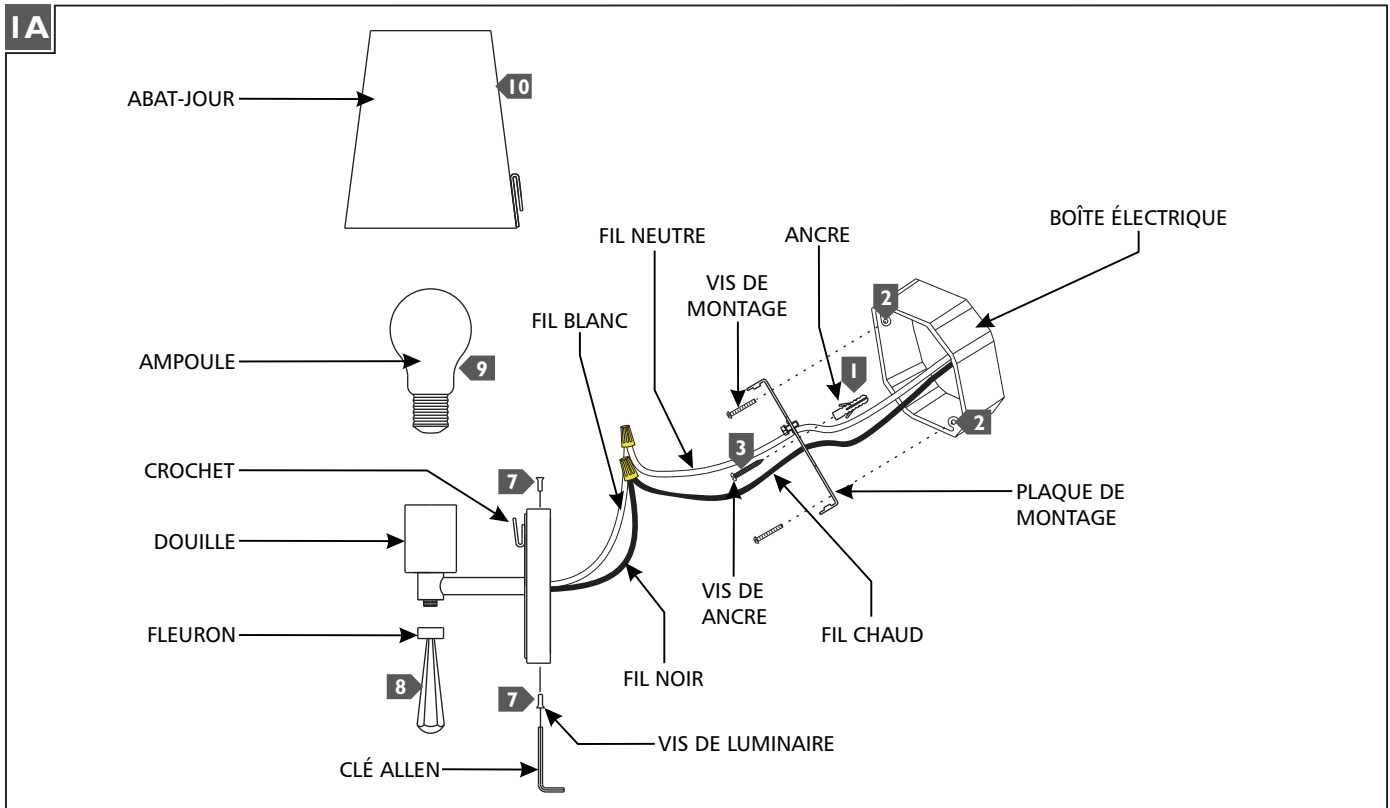 1A
ABAT-JOUR
10
BOÎTE ÉLECTRIQUE
FIL NEUTRE
ANCRE
VIS DE
MONTAGE
2
FIL BLANC
AMPOULE
9
1
2
3
CROCHET
7
PLAQUE DE
MONTAGE
DOUILLE
VIS DE
ANCRE
FLEURON
FIL CHAUD
8
FIL NOIR
7
VIS DE LUMINAIRE
CLÉ ALLEN